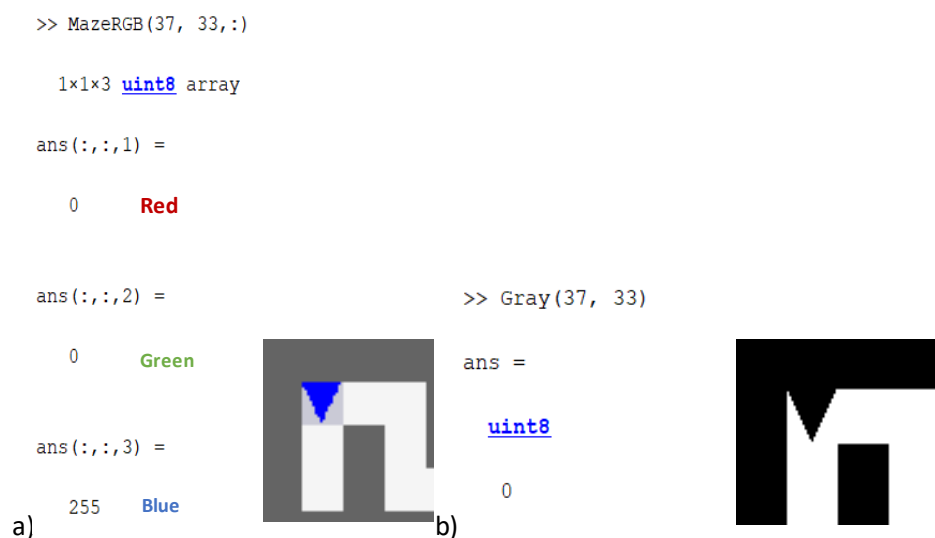 >> MazeRGB(37, 33,:)
1×1×3 uint8 array
ans(:,:,1) =
0 Red
ans(:,:,2) =
0 Green
ans(:,:,3) =
255 Blue
a)
>> Gray(37, 33)
ans =
uint8
0
b)